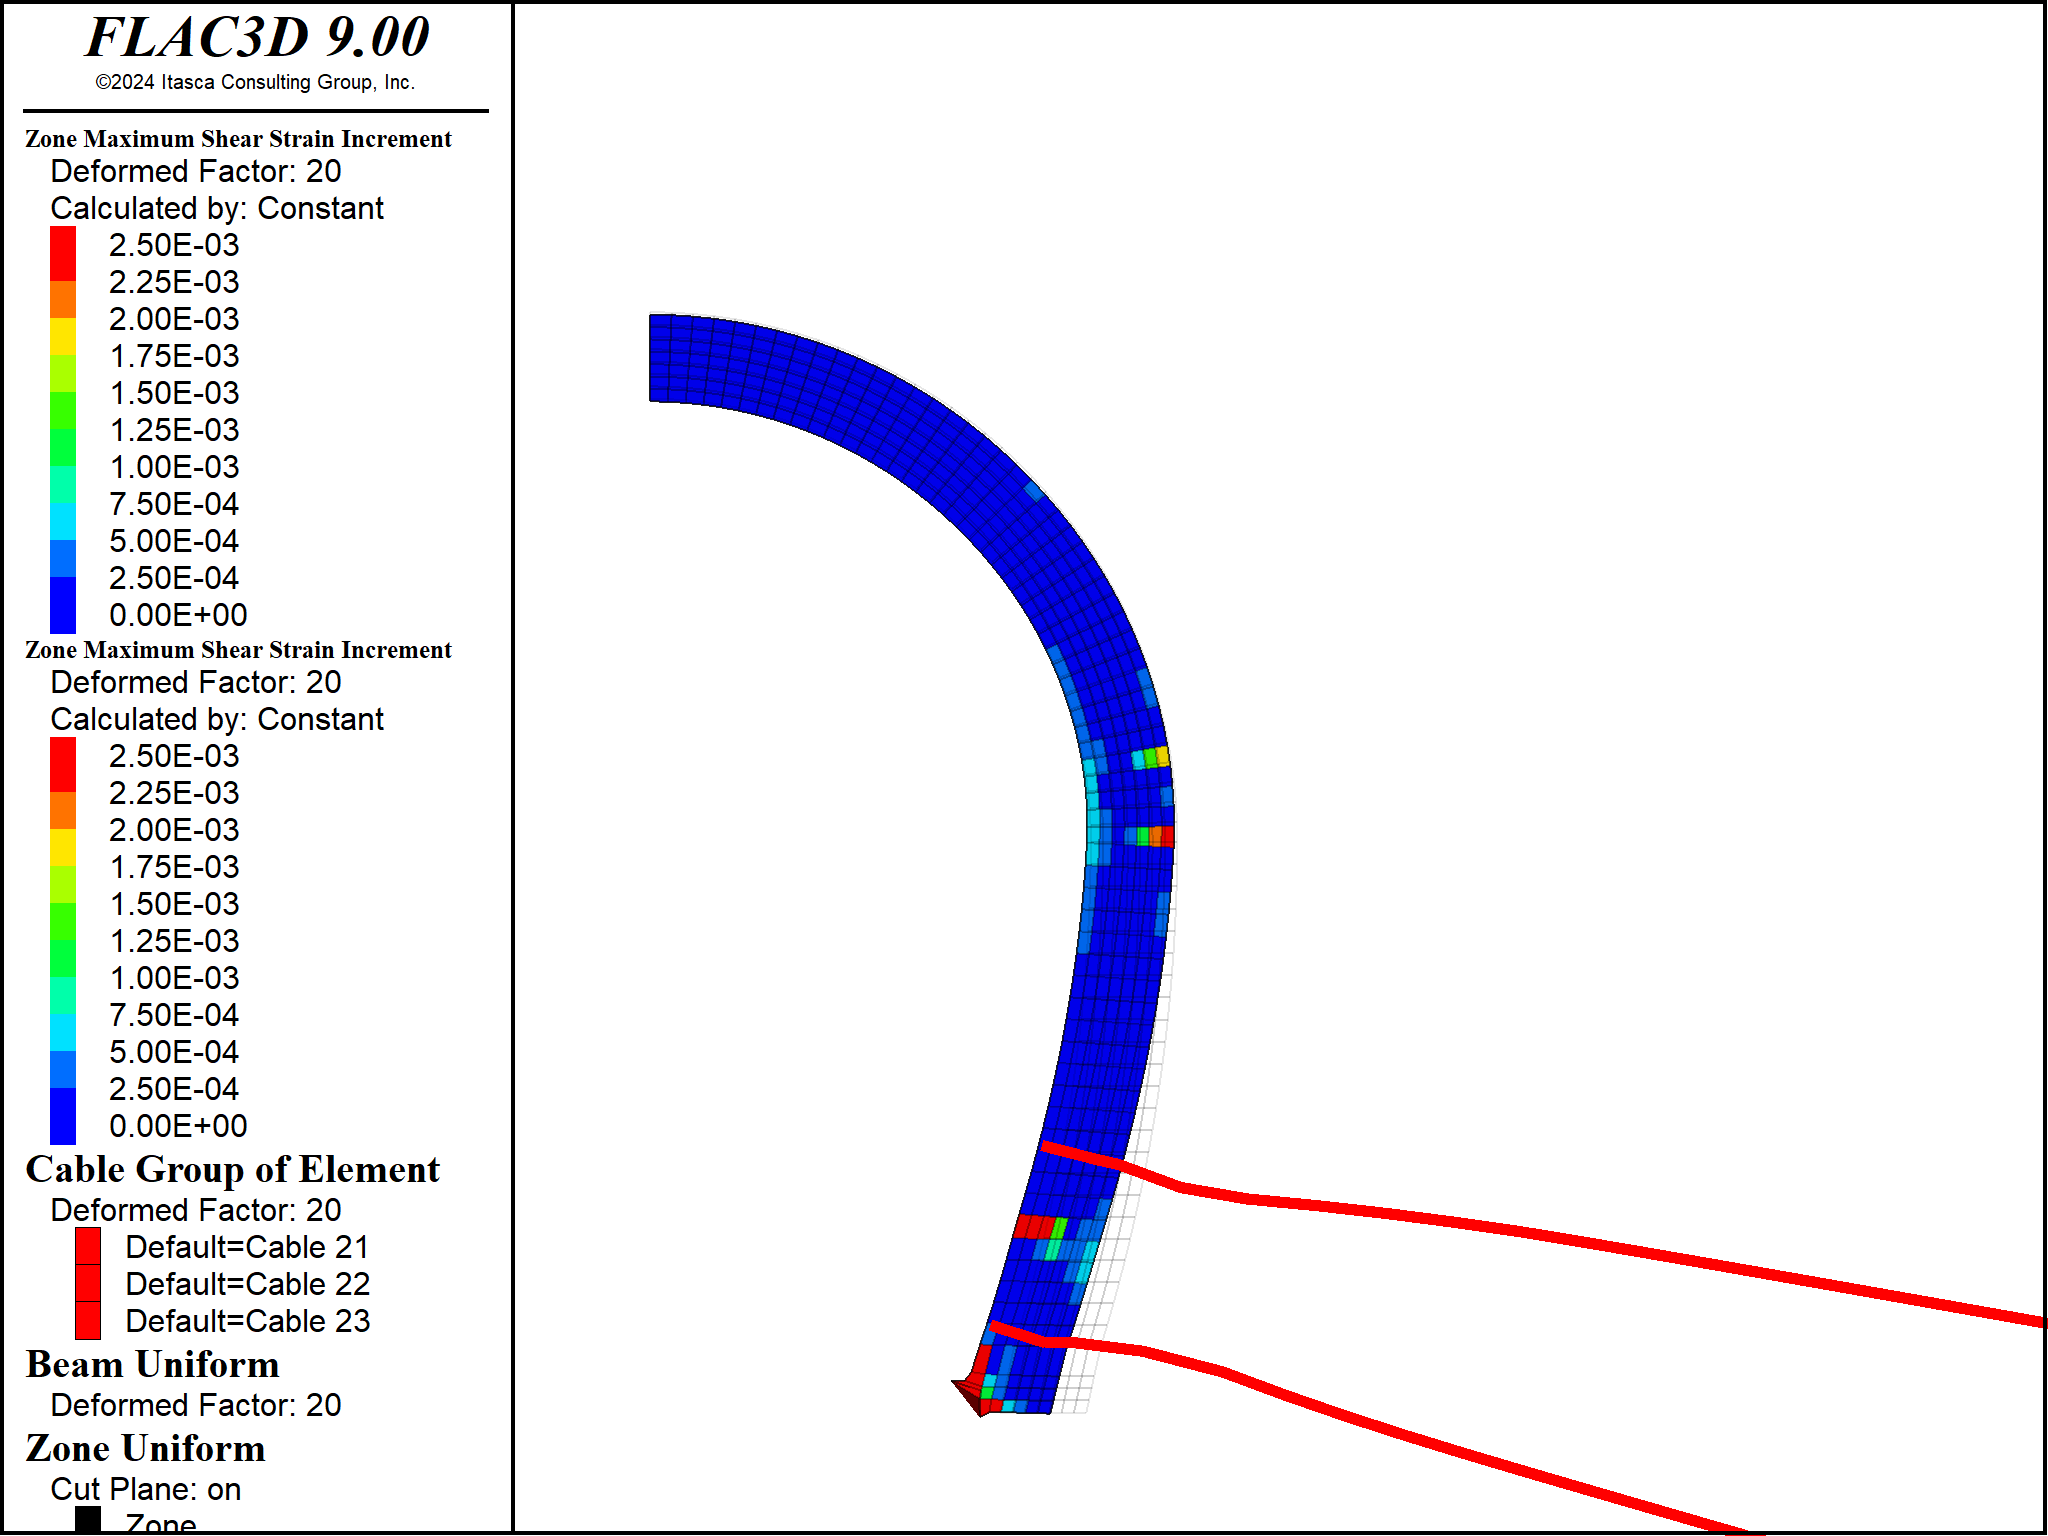 FLAC3D 9.00
©2024 Itasca Consulting Group, Inc.
Zone Maximum Shear Strain Increment
Deformed Factor: 20
Calculated by: Constant
2.50E-03
2.25E-03
2.00E-03
1.75E-03
1.50E-03
1.25E-03
1.00E-03
7.50E-04
5.00E-04
2.50E-04
0.00E+00
Zone Maximum Shear Strain Increment
Deformed Factor: 20
Calculated by: Constant
2.50E-03
2.25E-03
2.00E-03
1.75E-03
1.50E-03
1.25E-03
1.00E-03
7.50E-04
5.00E-04
2.50E-04
0.00E+00
Cable Group of Element
Deformed Factor: 20
Default=Cable 21
Default=Cable 22
Default=Cable 23
Beam Uniform
Deformed Factor: 20
Zone Uniform
Cut Plane: on
Zone